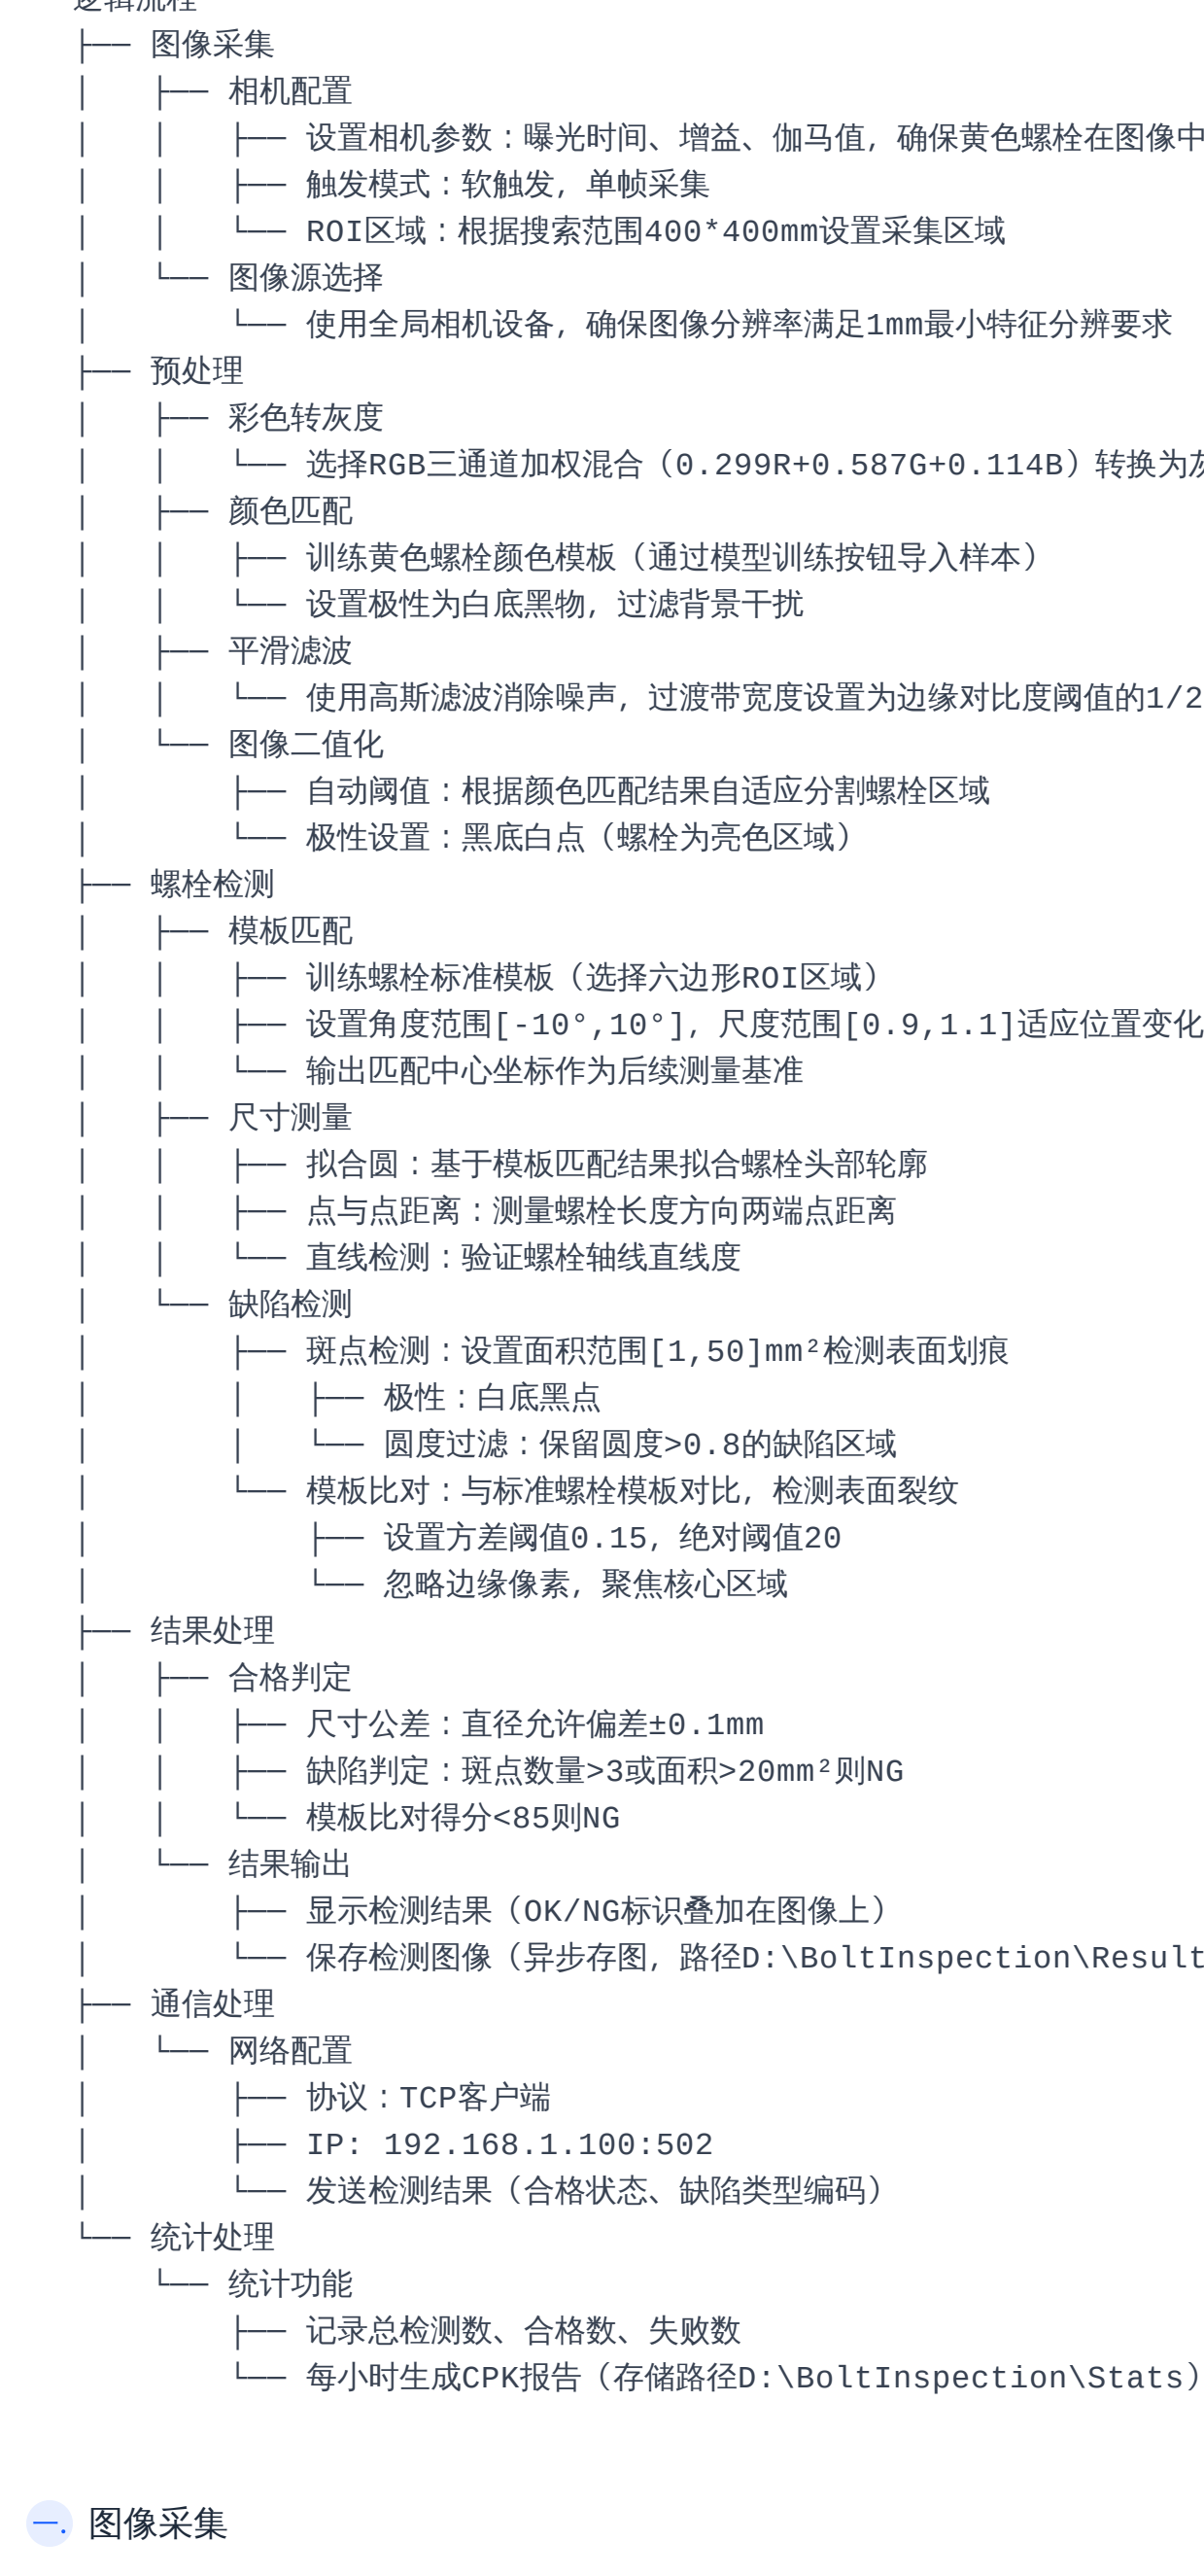 逻辑流程
├── 图像采集
│   ├── 相机配置
│   │   ├── 设置相机参数：曝光时间、增益、伽马值，确保黄色螺栓在图像中
│   │   ├── 触发模式：软触发，单帧采集
│   │   └── ROI区域：根据搜索范围400*400mm设置采集区域
│   └── 图像源选择
│       └── 使用全局相机设备，确保图像分辨率满足1mm最小特征分辨要求
├── 预处理
│   ├── 彩色转灰度
│   │   └── 选择RGB三通道加权混合（0.299R+0.587G+0.114B）转换为灰
│   ├── 颜色匹配
│   │   ├── 训练黄色螺栓颜色模板（通过模型训练按钮导入样本）
│   │   └── 设置极性为白底黑物，过滤背景干扰
│   ├── 平滑滤波
│   │   └── 使用高斯滤波消除噪声，过渡带宽度设置为边缘对比度阈值的1/2
│   └── 图像二值化
│       ├── 自动阈值：根据颜色匹配结果自适应分割螺栓区域
│       └── 极性设置：黑底白点（螺栓为亮色区域）
├── 螺栓检测
│   ├── 模板匹配
│   │   ├── 训练螺栓标准模板（选择六边形ROI区域）
│   │   ├── 设置角度范围[-10°,10°]，尺度范围[0.9,1.1]适应位置变化
│   │   └── 输出匹配中心坐标作为后续测量基准
│   ├── 尺寸测量
│   │   ├── 拟合圆：基于模板匹配结果拟合螺栓头部轮廓
│   │   ├── 点与点距离：测量螺栓长度方向两端点距离
│   │   └── 直线检测：验证螺栓轴线直线度
│   └── 缺陷检测
│       ├── 斑点检测：设置面积范围[1,50]mm²检测表面划痕
│       │   ├── 极性：白底黑点
│       │   └── 圆度过滤：保留圆度>0.8的缺陷区域
│       └── 模板比对：与标准螺栓模板对比，检测表面裂纹
│           ├── 设置方差阈值0.15，绝对阈值20
│           └── 忽略边缘像素，聚焦核心区域
├── 结果处理
│   ├── 合格判定
│   │   ├── 尺寸公差：直径允许偏差±0.1mm
│   │   ├── 缺陷判定：斑点数量>3或面积>20mm²则NG
│   │   └── 模板比对得分<85则NG
│   └── 结果输出
│       ├── 显示检测结果（OK/NG标识叠加在图像上）
│       └── 保存检测图像（异步存图，路径D:\BoltInspection\Result
├── 通信处理
│   └── 网络配置
│       ├── 协议：TCP客户端
│       ├── IP: 192.168.1.100:502
│       └── 发送检测结果（合格状态、缺陷类型编码）
└── 统计处理
    └── 统计功能
        ├── 记录总检测数、合格数、失败数
        └── 每小时生成CPK报告（存储路径D:\BoltInspection\Stats）
一. 图像采集